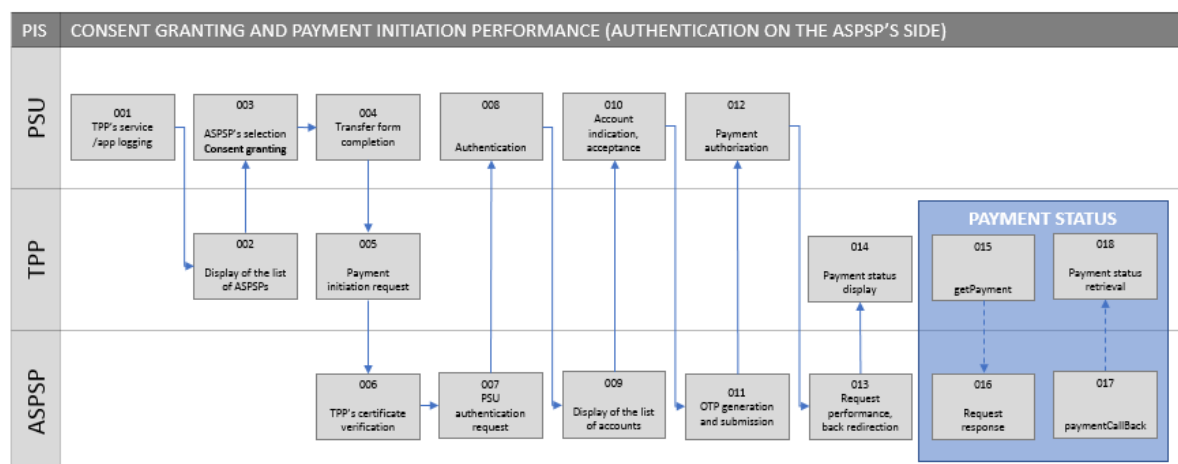 PIS
CONSENT GRANTING AND PAYMENT INITIATION PERFORMANCE (AUTHENTICATION ON THE ASPSP'S SIDE)
PSU
001
TPP's service
/app logging
003
ASPSP's selection
Consent granting
004
Transfer form
completion
008
Authentication
010
Account
indication,
acceptance
012
Payment
authorization
TPP
002
Display of the list
of ASPSPs
005
Payment
initiation request
014
Payment status
display
PAYMENT STATUS
015
getPayment
018
Payment status
retrieval
ASPSP
006
TPP's certificate
verification
007
PSU
authentication
request
009
Display of the list
of accounts
011
OTP generation
and submission
013
Request
performance,
back redirection
016
Request
response
017
paymentCallBack